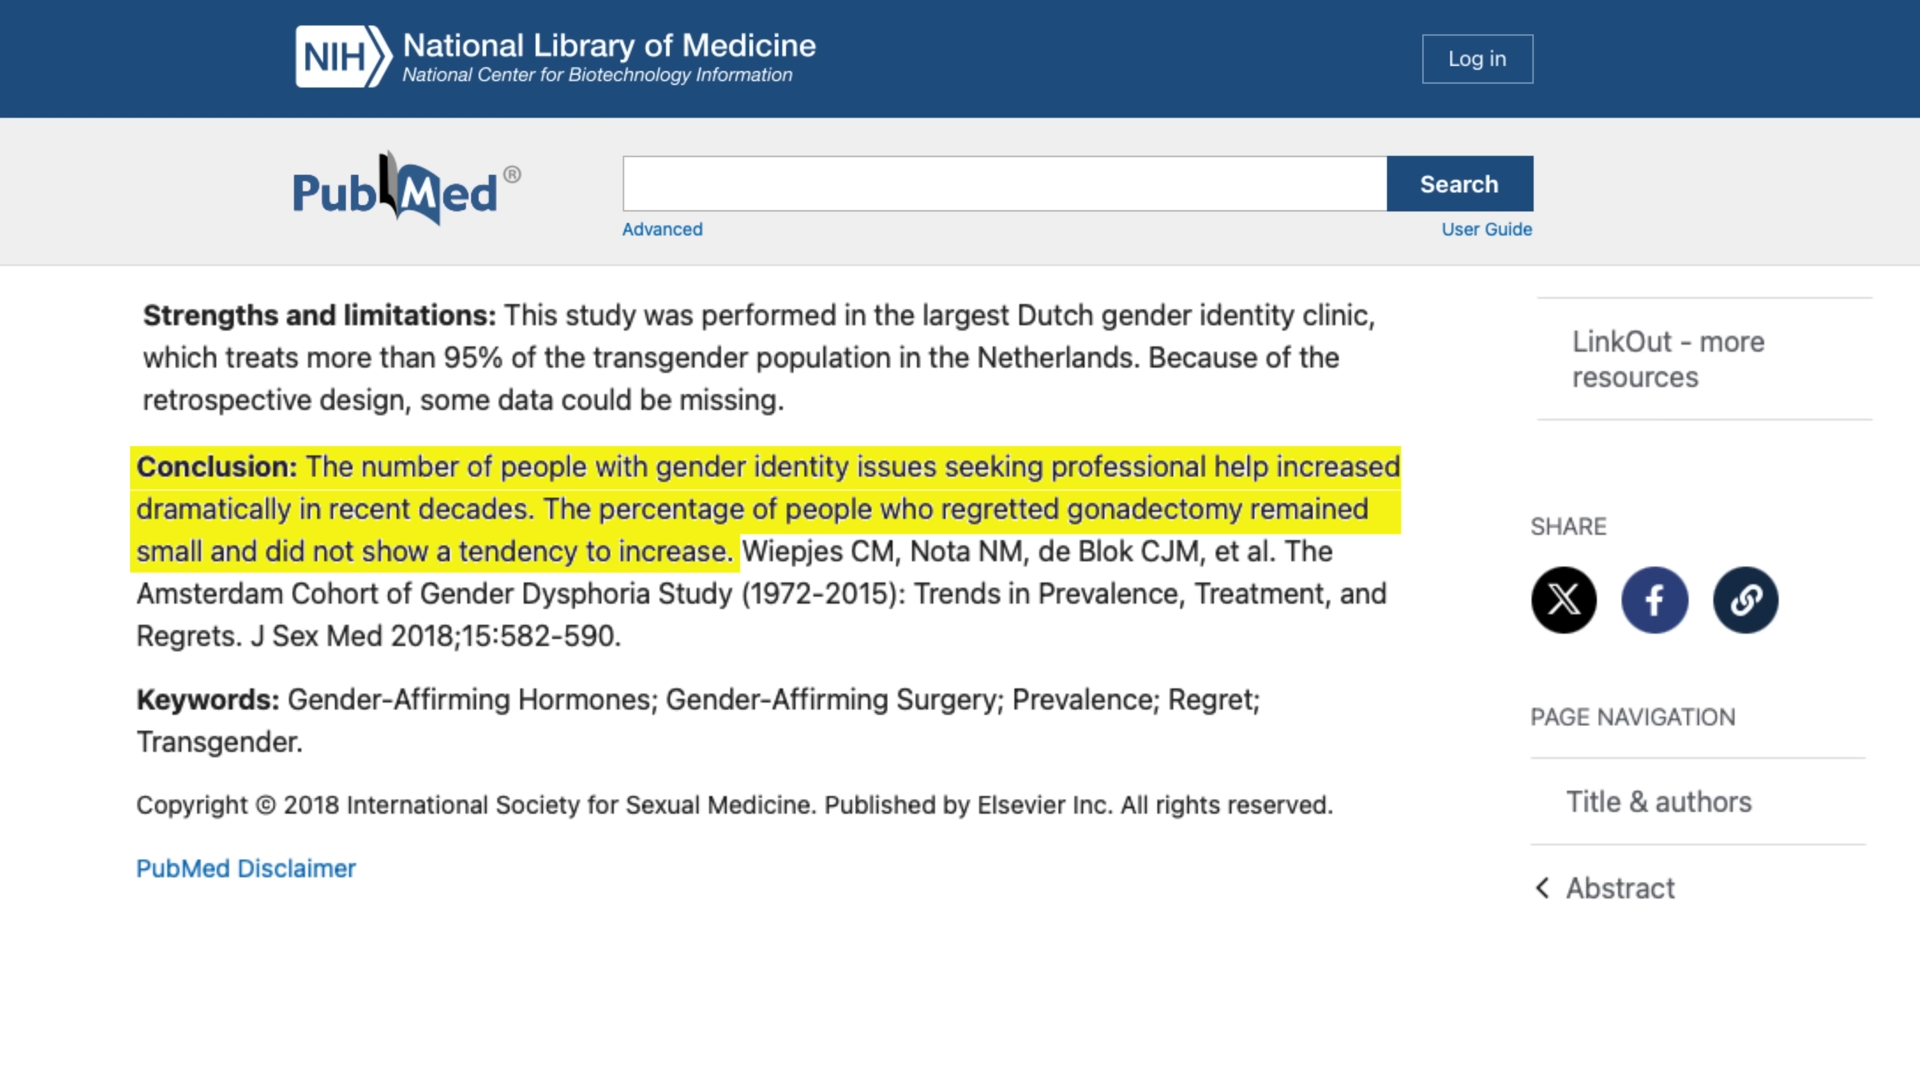 NIH National Library of Medicine
National Center for Biotechnology Information
Log in
PubMed®
Search
Advanced
User Guide
Strengths and limitations: This study was performed in the largest Dutch gender identity clinic,
which treats more than 95% of the transgender population in the Netherlands. Because of the
retrospective design, some data could be missing.
Conclusion: The number of people with gender identity issues seeking professional help increased
dramatically in recent decades. The percentage of people who regretted gonadectomy remained
small and did not show a tendency to increase. Wiepjes CM, Nota NM, de Blok CJM, et al. The
Amsterdam Cohort of Gender Dysphoria Study (1972-2015): Trends in Prevalence, Treatment, and
Regrets. J Sex Med 2018;15:582-590.
Keywords: Gender-Affirming Hormones; Gender-Affirming Surgery; Prevalence; Regret;
Transgender.
Copyright © 2018 International Society for Sexual Medicine. Published by Elsevier Inc. All rights reserved.
PubMed Disclaimer
LinkOut - more
resources
SHARE
PAGE NAVIGATION
Title & authors
Abstract